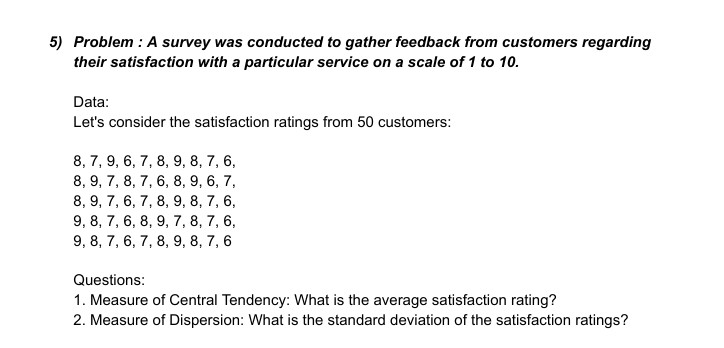 5) Problem : A survey was conducted to gather feedback from customers regarding
their satisfaction with a particular service on a scale of 1 to 10.
Data:
Let's consider the satisfaction ratings from 50 customers:
8, 7, 9, 6, 7, 8, 9, 8, 7, 6,
8, 9, 7, 8, 7, 6, 8, 9, 6, 7,
8, 9, 7, 6, 7, 8, 9, 8, 7, 6,
9, 8, 7, 6, 8, 9, 7, 8, 7, 6,
9, 8, 7, 6, 7, 8, 9, 8, 7, 6
Questions:
1. Measure of Central Tendency: What is the average satisfaction rating?
2. Measure of Dispersion: What is the standard deviation of the satisfaction ratings?